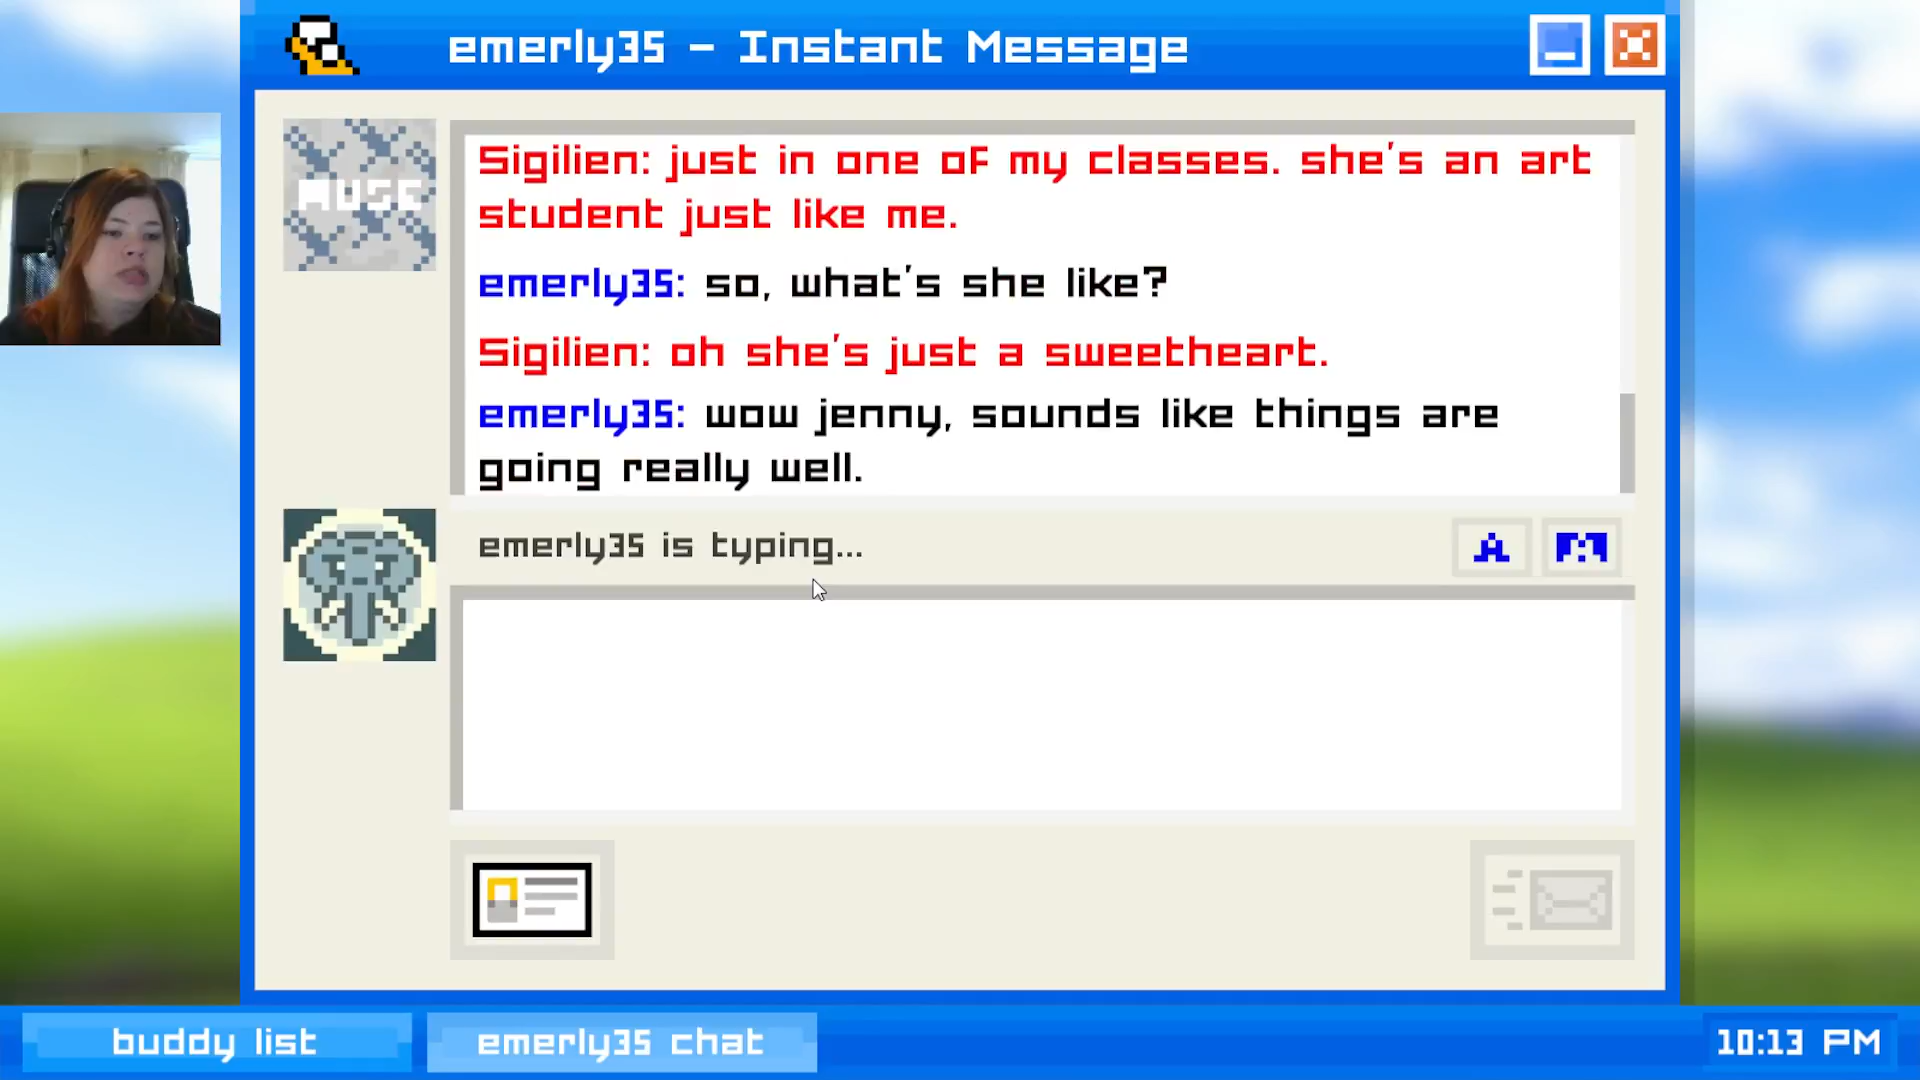 emerly35 - Instant Message
MUSE
Sigilien: just in one of my classes. she's an art
student just like me.
emerly35: so, what's she like?
Sigilien: oh she's just a sweetheart.
emerly35: wow jenny, sounds like things are
going really well.
emerly35 is typing...
A
buddy list
emerly35 chat
10:13 PM